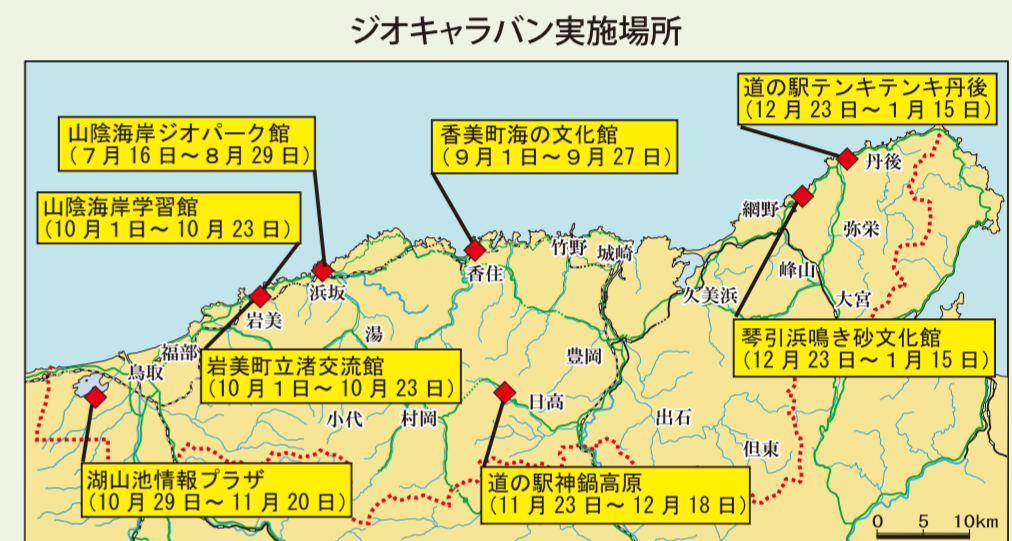 ジオキャラバン実施場所
道の駅テンキテンキ丹後
(12月23日～1月15日)
山陰海岸ジオパーク館
(7月16日～8月29日)
香美町海の文化館
(9月1日～9月27日)
山陰海岸学習館
(10月1日～10月23日)
丹後
網野
弥栄
竹野
城崎
香住
峰山
浜坂
久美浜
大宮
岩美
湯
琴引浜鳴き砂文化館
(12月23日～1月15日)
福部
鳥取
岩美町立渚交流館
(10月1日～10月23日)
豊岡
日高
小代
村岡
出石
但東
湖山池情報プラザ
(10月29日～11月20日)
道の駅神鍋高原
(11月23日～12月18日)
0 5 10km